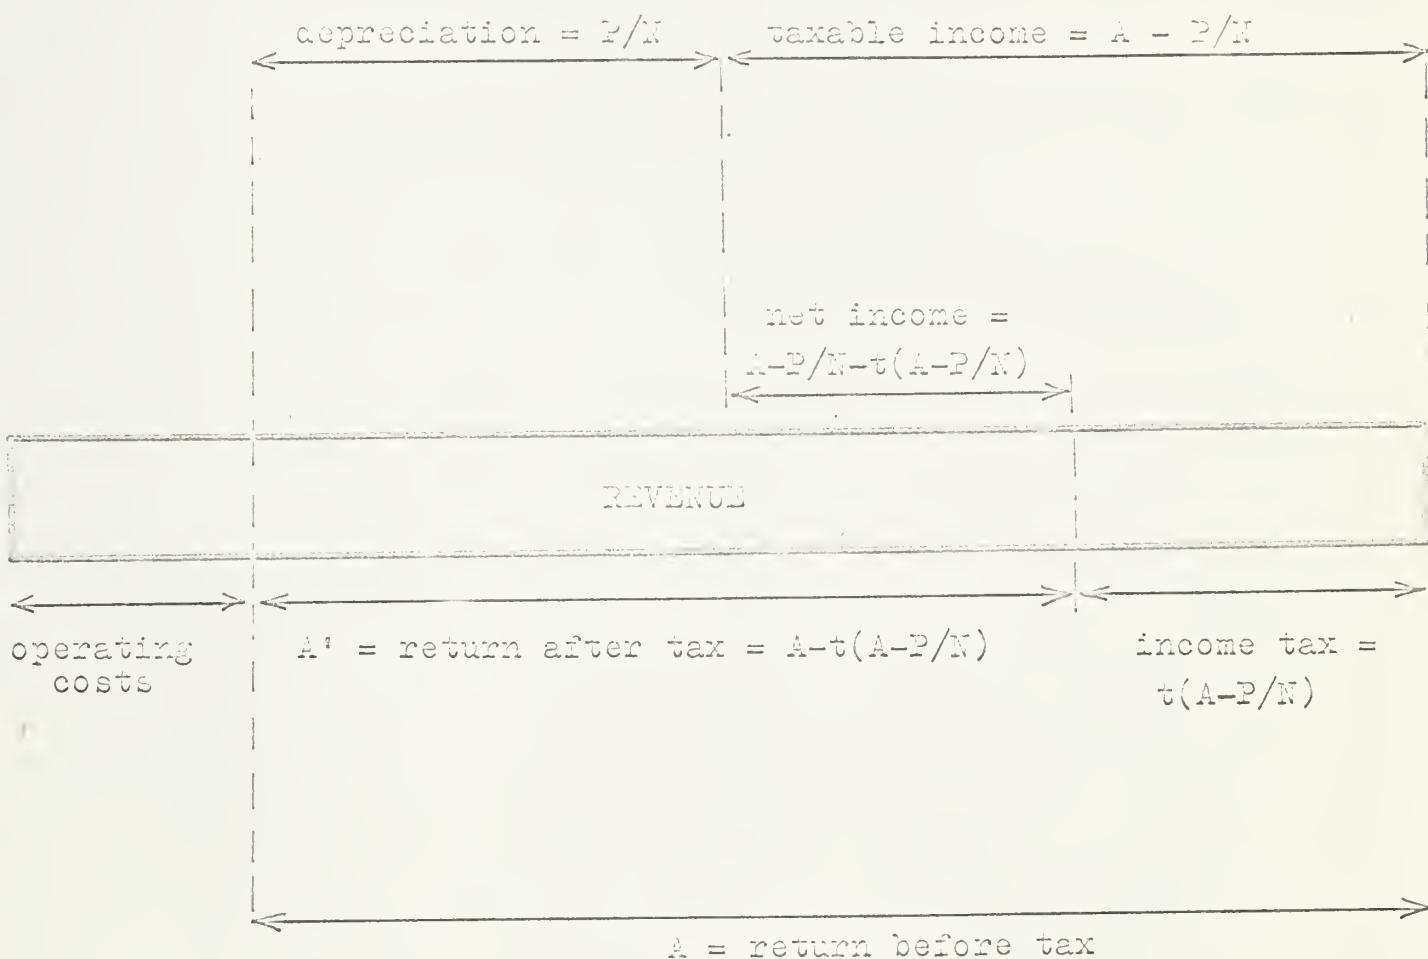 depreciation = P/N
taxable income = A - P/N
net income =
A-P/N-t(A-P/N)
REVENUE
operating
costs
A' = return after tax = A-t(A-P/N)
income tax =
t(A-P/N)
A = return before tax